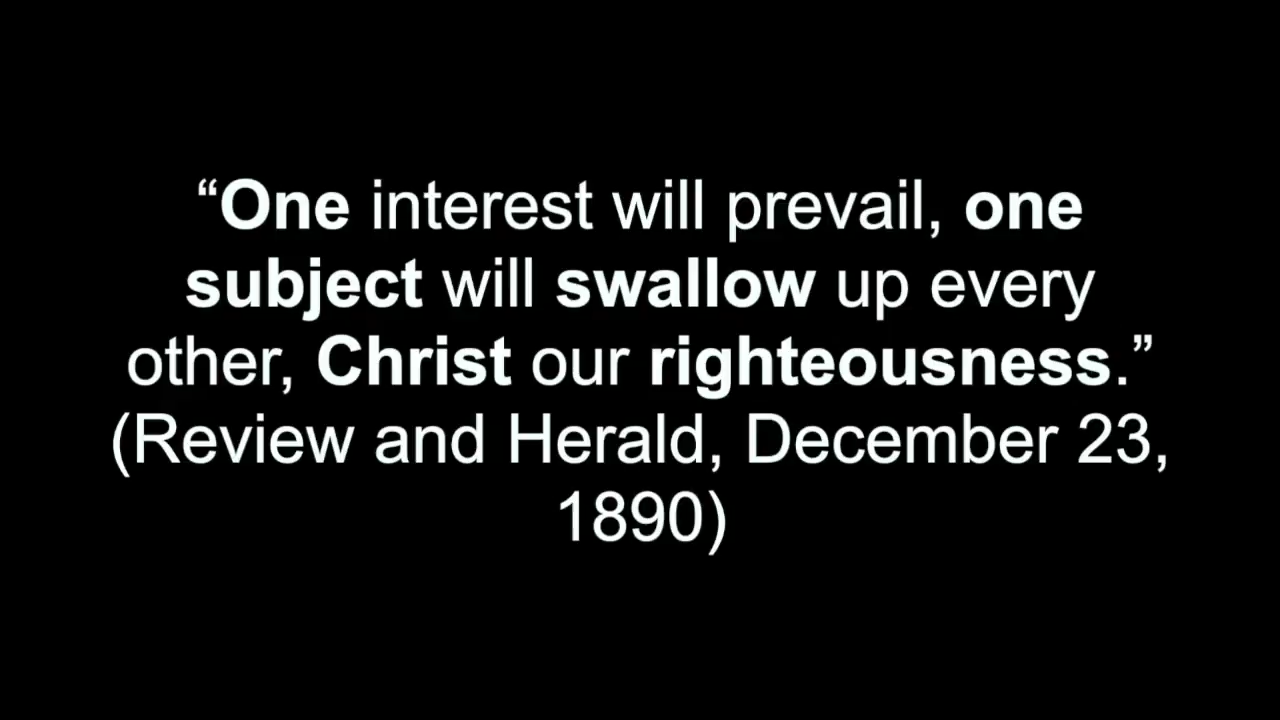 “One interest will prevail, one
subject will swallow up every
other, Christ our righteousness.”
(Review and Herald, December 23,
1890)